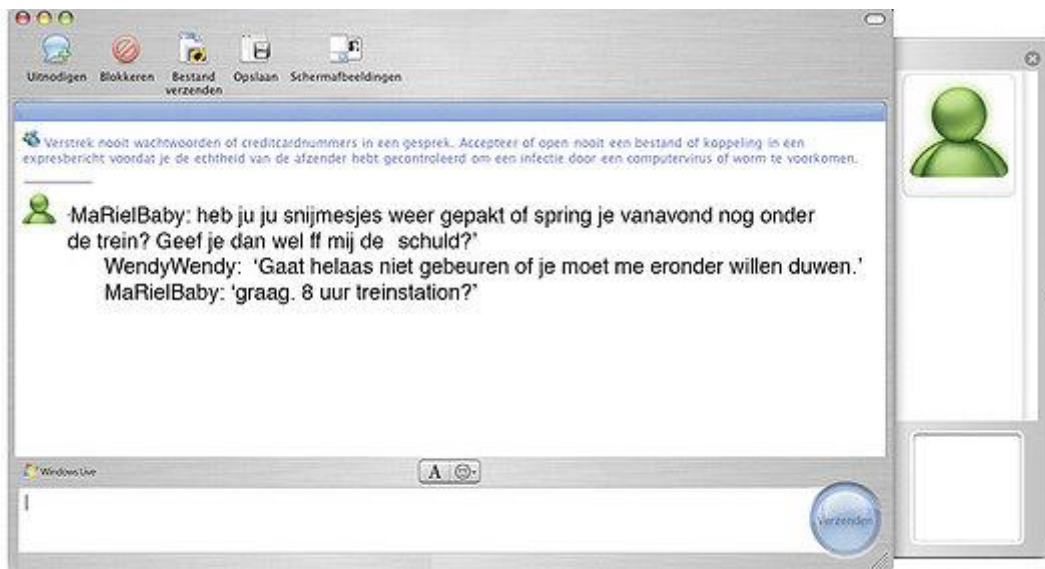 Uitnodigen Blokkeren Bestand verzenden Opslaan Schermafbeeldingen
Verstrek nooit wachtwoorden of creditcardnummers in een gesprek. Accepteer of open nooit een bestand of koppeling in een
expresbericht voordat je de echtheid van de afzender hebt gecontroleerd om een infectie door een computervirus of worm te voorkomen.
·MaRielBaby: heb ju ju snijmesjes weer gepakt of spring je vanavond nog onder
de trein? Geef je dan wel ff mij de schuld?’
WendyWendy: ‘Gaat helaas niet gebeuren of je moet me eronder willen duwen.’
MaRielBaby: ‘graag. 8 uur treinstation?’
Windows Live
A
Verzenden